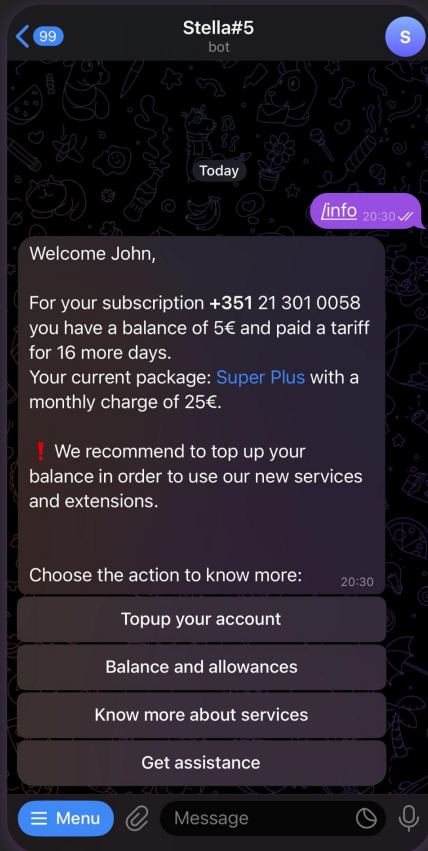 99
Stella#5
bot
S
Today
/info 20:30
Welcome John,
For your subscription +351 21 301 0058
you have a balance of 5€ and paid a tariff
for 16 more days.
Your current package: Super Plus with a
monthly charge of 25€.
❗ We recommend to top up your
balance in order to use our new services
and extensions.
Choose the action to know more:
20:30
Topup your account
Balance and allowances
Know more about services
Get assistance
Menu
Message